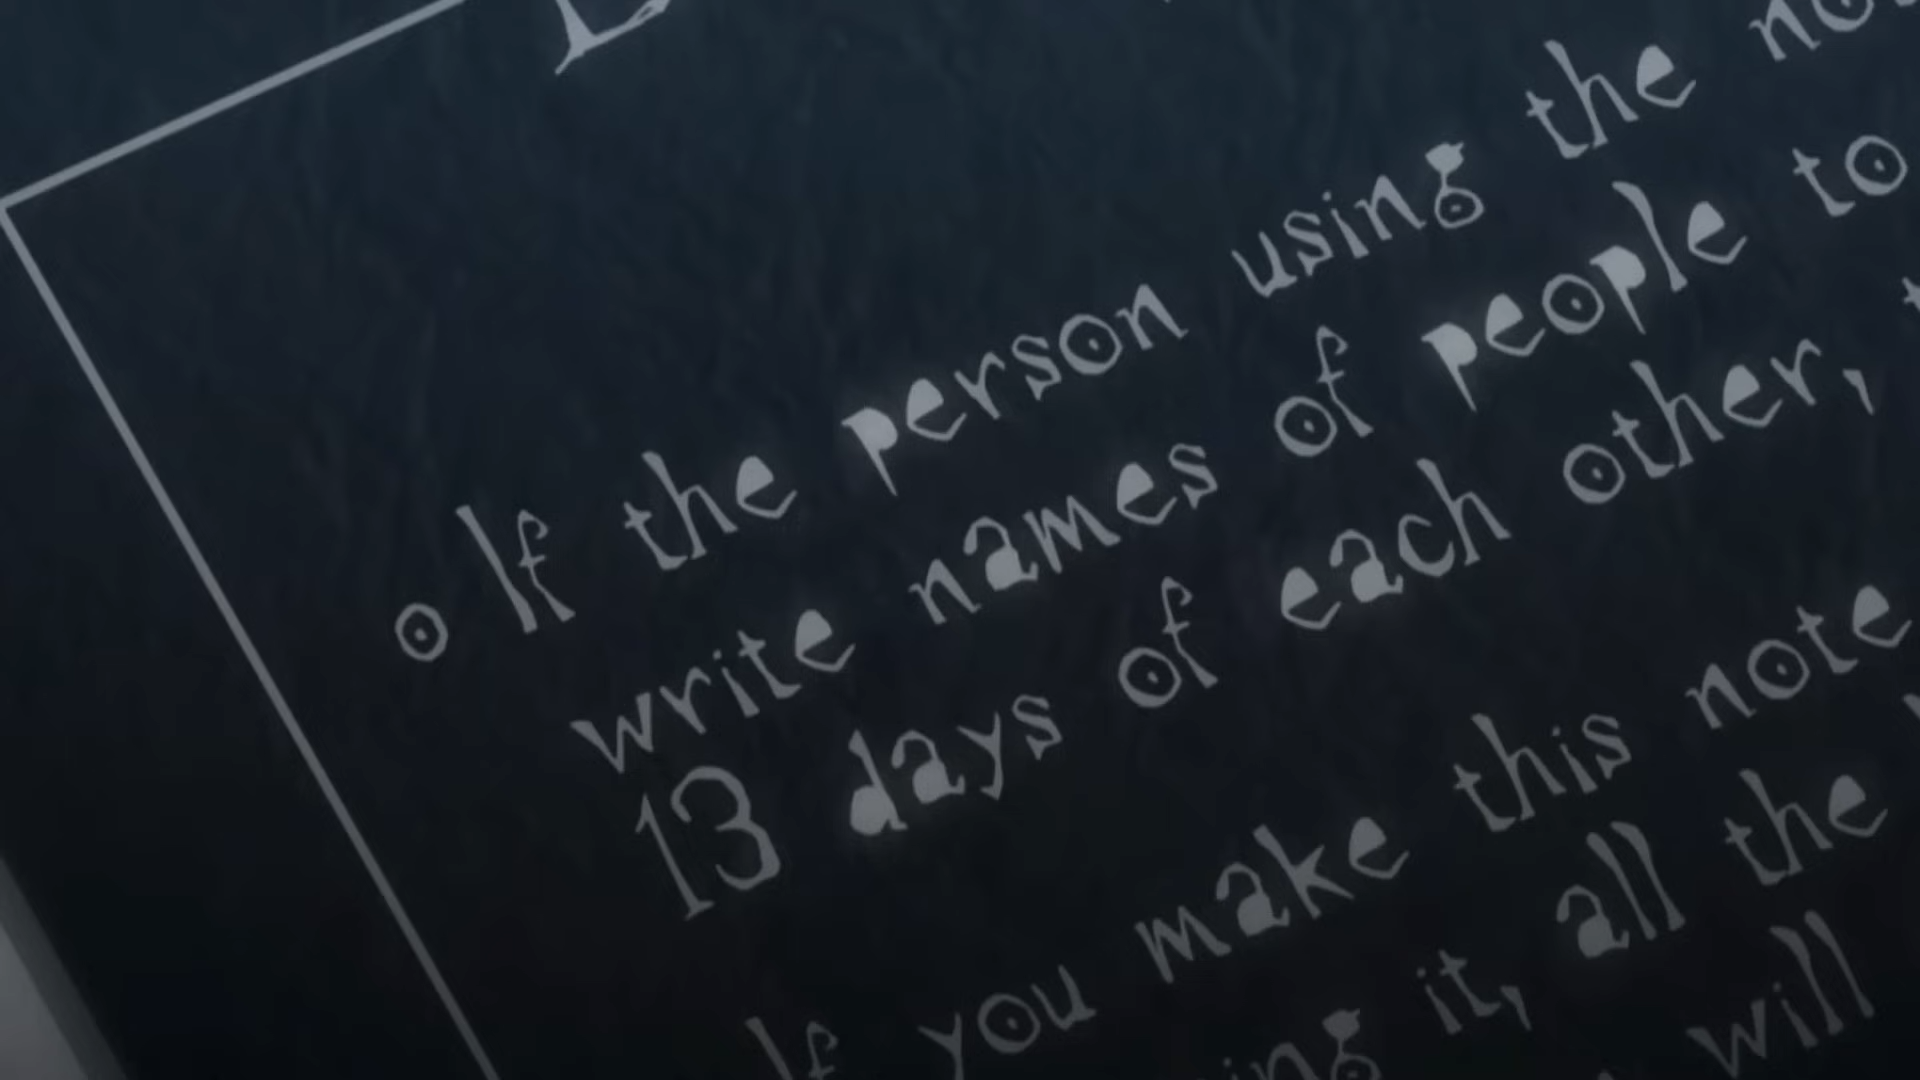 If the person using the
write names of people to
13 days of each other,
If you make this note
it, all the
will